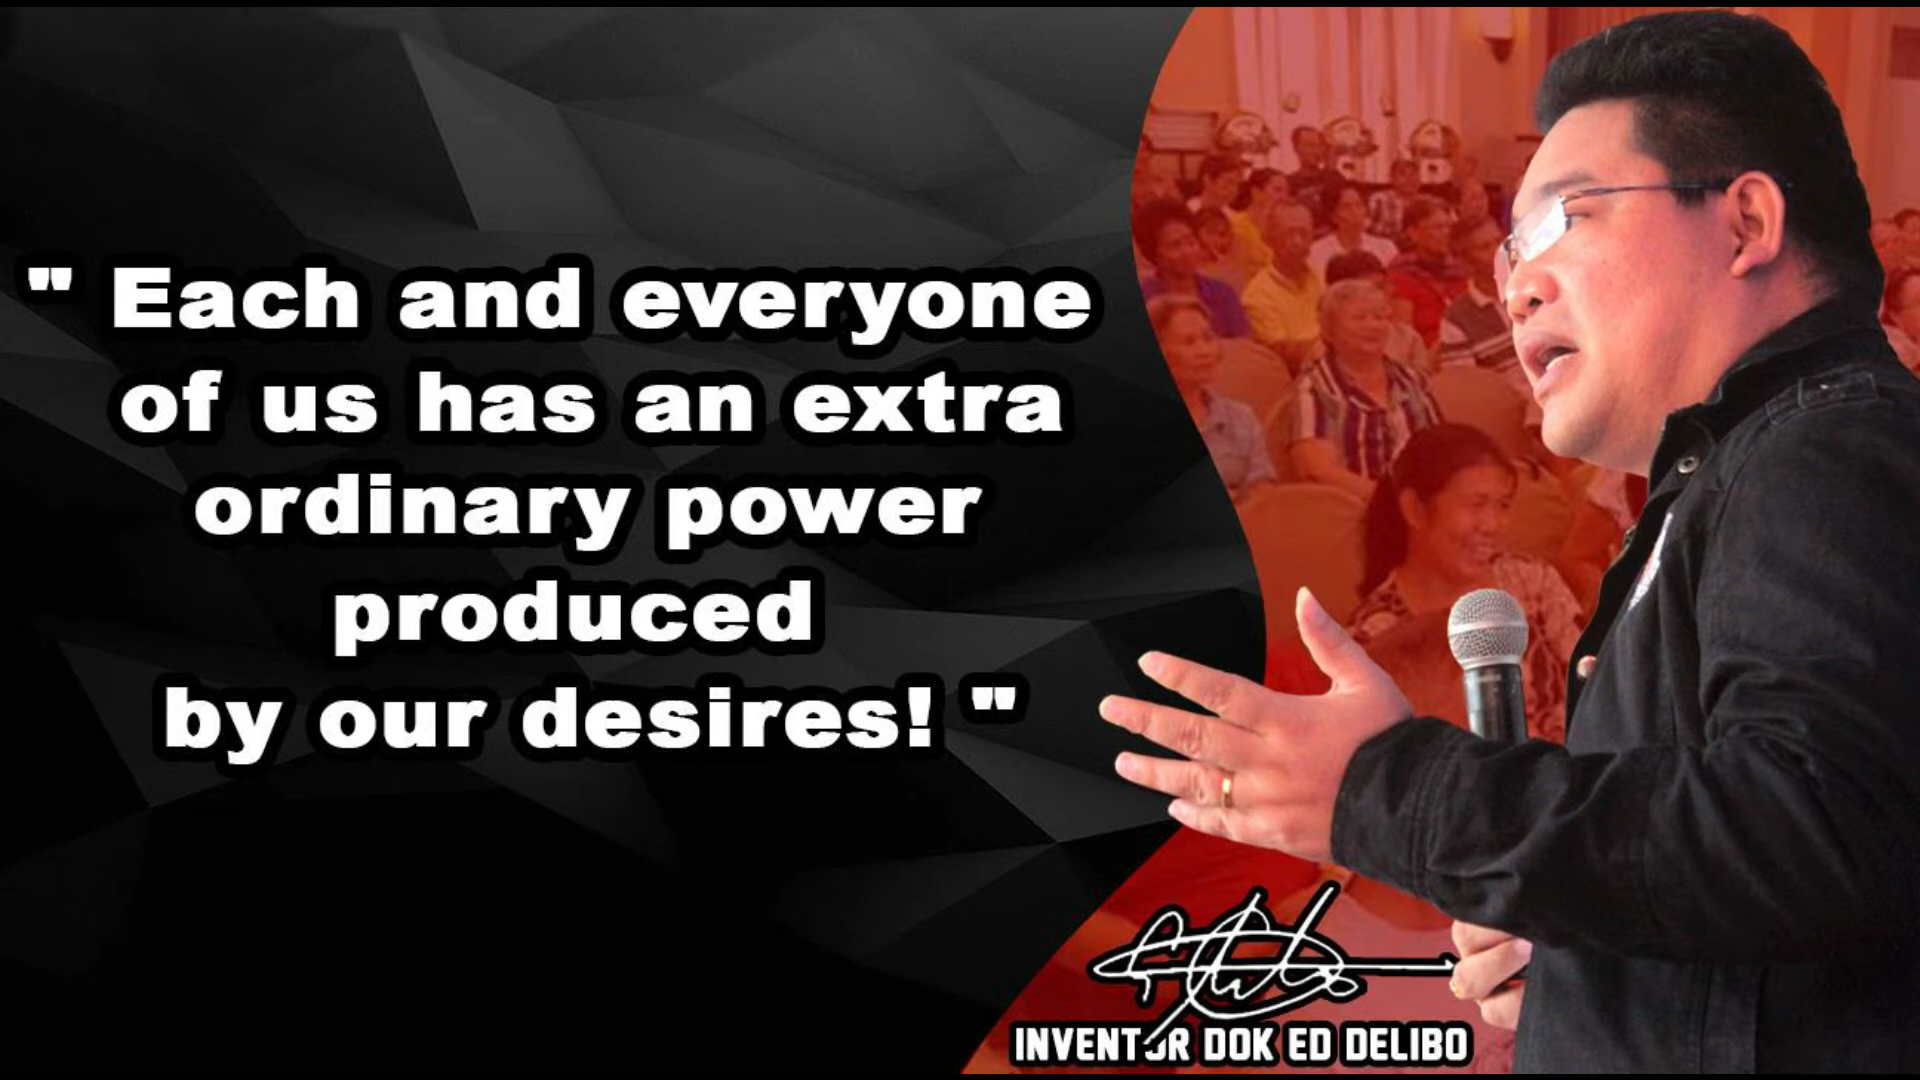 " Each and everyone
of us has an extra
ordinary power
produced
by our desires! "
INVENTOR DOK ED DELIBO